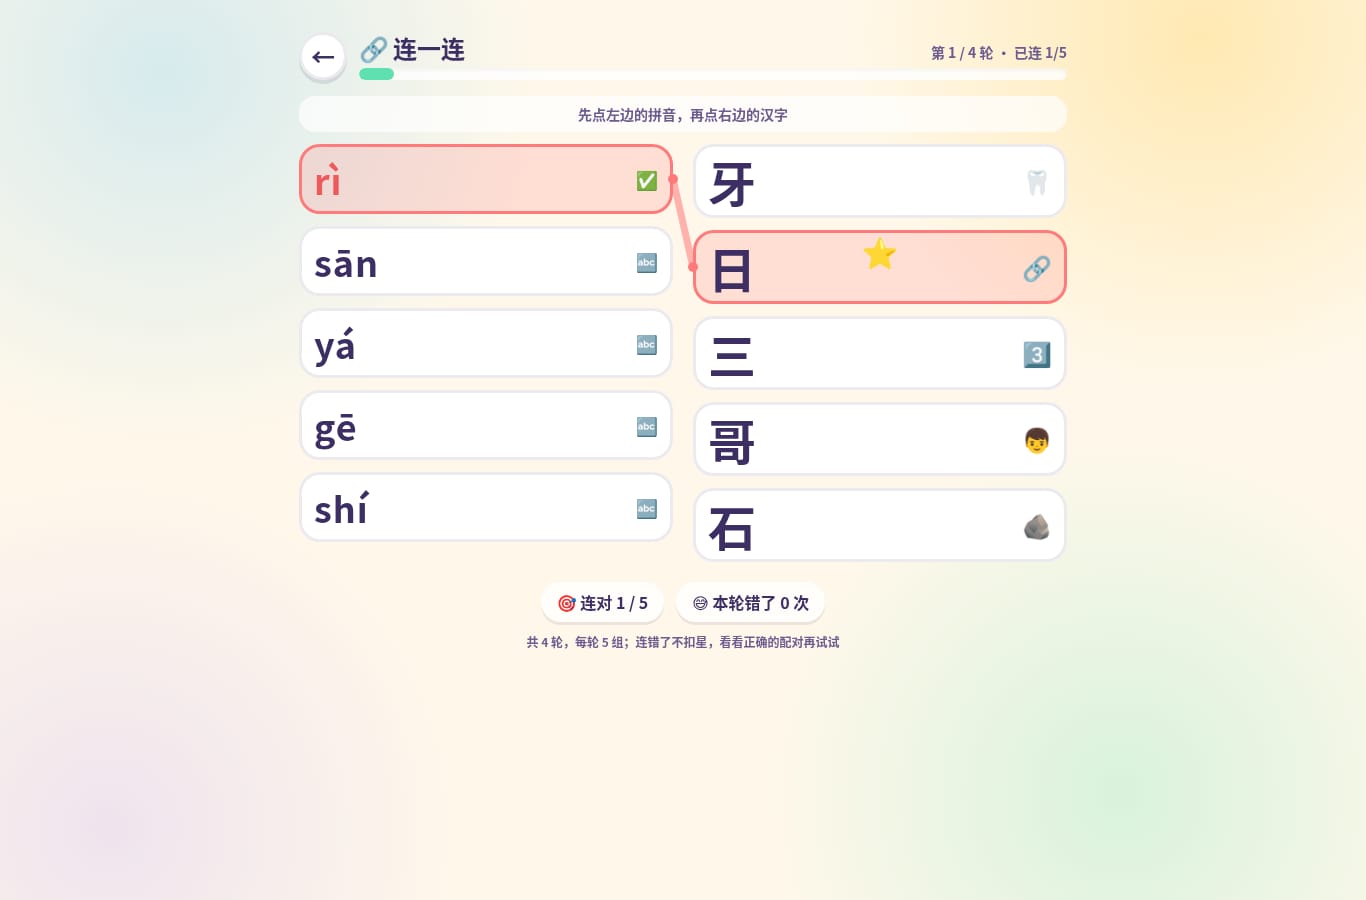 ← 🔗 连一连
第 1 / 4 轮 · 已连 1/5
先点左边的拼音，再点右边的汉字
rì ✅
sān 🔤
yá 🔤
gē 🔤
shí 🔤
牙 🦷
日 ⭐ 🔗
三 3️⃣
哥 👦
石 🪨
🎯 连对 1 / 5
😅 本轮错了 0 次
共 4 轮，每轮 5 组；连错了不扣星，看看正确的配对再试试